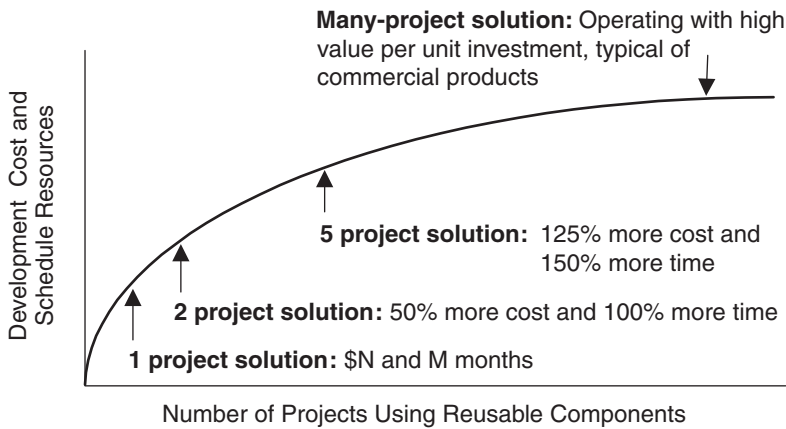 Many-project solution: Operating with high
value per unit investment, typical of
commercial products
Development Cost and
Schedule Resources
5 project solution: 125% more cost and
150% more time
2 project solution: 50% more cost and 100% more time
1 project solution: $N and M months
Number of Projects Using Reusable Components